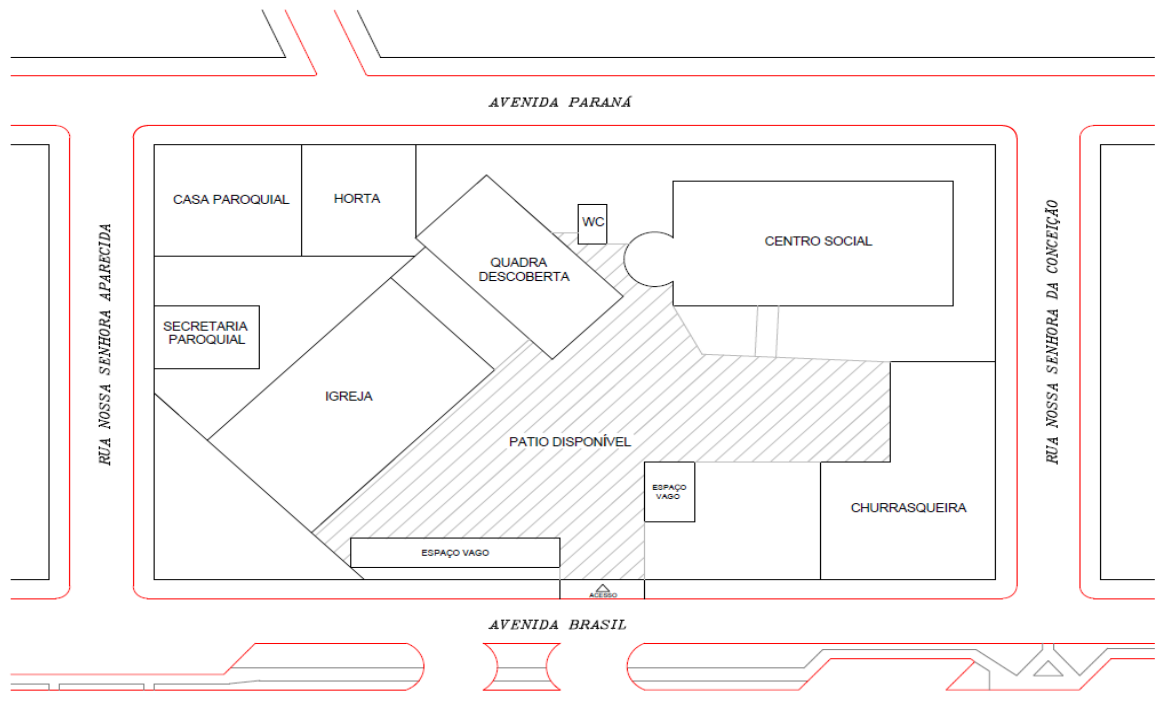 AVENIDA PARANÁ
CASA PAROQUIAL
HORTA
WC
QUADRA
DESCOBERTA
CENTRO SOCIAL
RUA NOSSA SENHORA APARECIDA
RUA NOSSA SENHORA DA CONCEIÇÃO
SECRETARIA
PAROQUIAL
IGREJA
PATIO DISPONÍVEL
ESPAÇO
VAGO
CHURRASQUEIRA
ESPAÇO VAGO
ACESSO
AVENIDA BRASIL